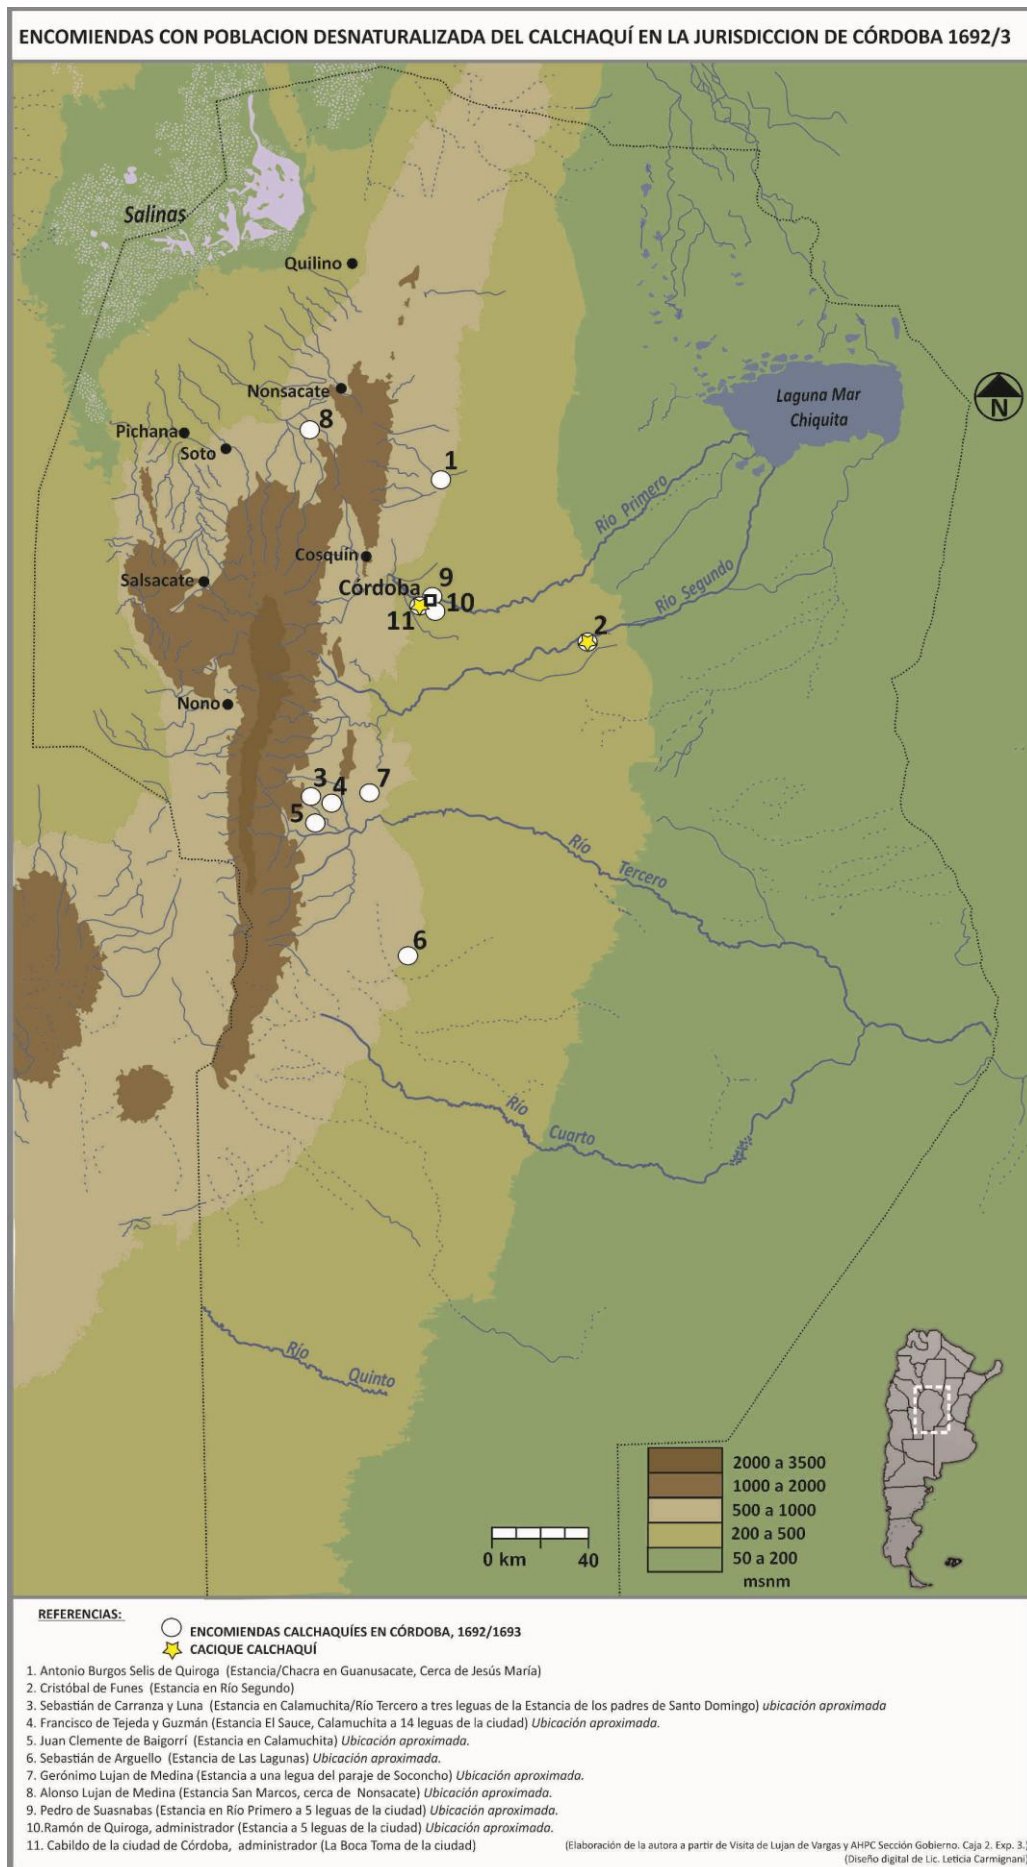 ENCOMIENDAS CON POBLACION DESNATURALIZADA DEL CALCHAQUÍ EN LA JURISDICCION DE CÓRDOBA 1692/3
Salinas
Quilino
Nonsacate
8
Pichana
Soto
1
Laguna Mar
Chiquita
N
Río Primero
Cosquín
Salsacate
Córdoba
9
10
11
Río Segundo
2
Nono
3
4
7
5
Río
Tercero
6
Río
Cuarto
Río
Quinto
2000 a 3500
1000 a 2000
500 a 1000
200 a 500
50 a 200
msnm
0 km 40
REFERENCIAS:
ENCOMIENDAS CALCHAQUÍES EN CÓRDOBA, 1692/1693
CACIQUE CALCHAQUÍ
1. Antonio Burgos Selis de Quiroga (Estancia/Chacra en Guanusacate, Cerca de Jesús María)
2. Cristóbal de Funes (Estancia en Río Segundo)
3. Sebastián de Carranza y Luna (Estancia en Calamuchita/Río Tercero a tres leguas de la Estancia de los padres de Santo Domingo) ubicación aproximada
4. Francisco de Tejeda y Guzmán (Estancia El Sauce, Calamuchita a 14 leguas de la ciudad) Ubicación aproximada.
5. Juan Clemente de Baigorrí (Estancia en Calamuchita) Ubicación aproximada.
6. Sebastián de Arguello (Estancia de Las Lagunas) Ubicación aproximada.
7. Gerónimo Lujan de Medina (Estancia a una legua del paraje de Soconcho) Ubicación aproximada.
8. Alonso Lujan de Medina (Estancia San Marcos, cerca de Nonsacate) Ubicación aproximada.
9. Pedro de Suasnabas (Estancia en Río Primero a 5 leguas de la ciudad) Ubicación aproximada.
10.Ramón de Quiroga, administrador (Estancia a 5 leguas de la ciudad) Ubicación aproximada.
11. Cabildo de la ciudad de Córdoba, administrador (La Boca Toma de la ciudad)
(Elaboración de la autora a partir de Visita de Lujan de Vargas y AHPC Sección Gobierno. Caja 2. Exp. 3.)
(Diseño digital de Lic. Leticia Carmignani)